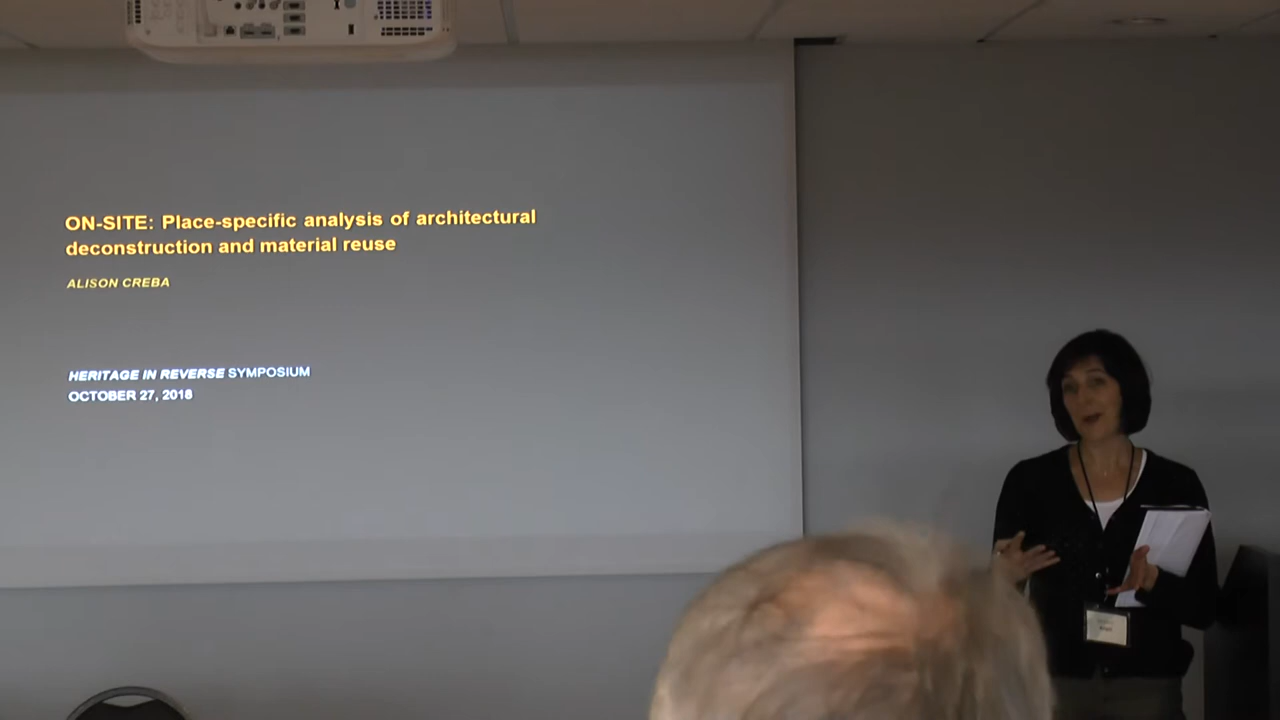 ON-SITE: Place-specific analysis of architectural
deconstruction and material reuse
ALISON CREBA
HERITAGE IN REVERSE SYMPOSIUM
OCTOBER 27, 2018